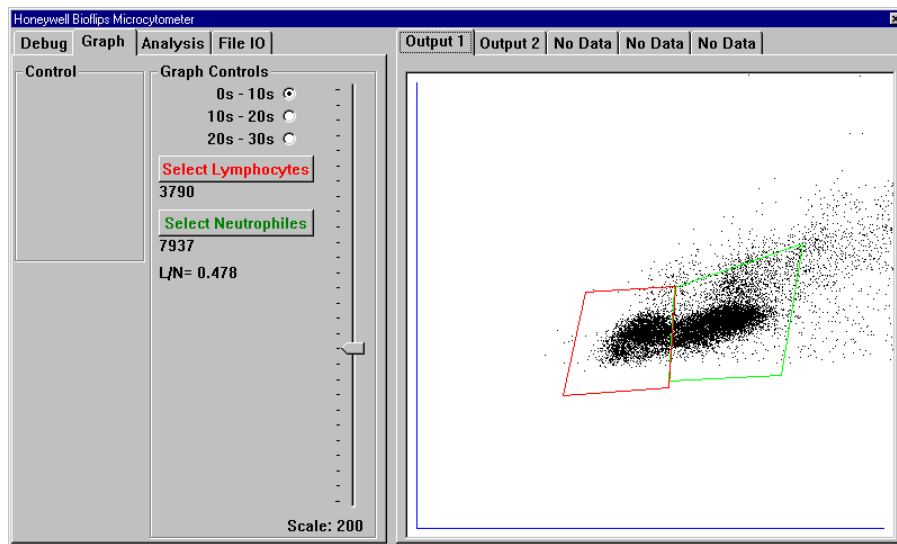 Honeywell Bioflips Microcytometer
Debug Graph Analysis File IO
Control
Graph Controls
0s - 10s
10s - 20s
20s - 30s
Select Lymphocytes
3790
Select Neutrophiles
7937
L/N= 0.478
Scale: 200
Output 1 Output 2 No Data No Data No Data